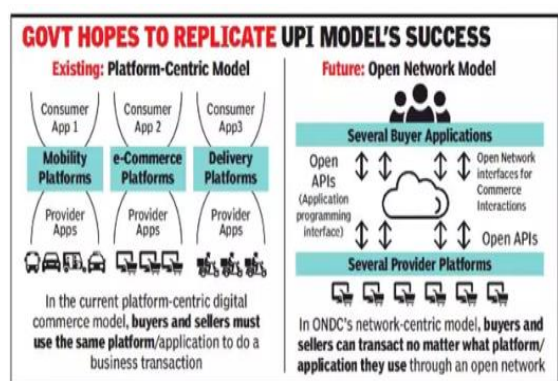 GOVT HOPES TO REPLICATE UPI MODEL'S SUCCESS
Existing: Platform-Centric Model
Consumer App 1
Consumer App 2
Consumer App3
Mobility Platforms
e-Commerce Platforms
Delivery Platforms
Provider Apps
Provider Apps
Provider Apps
In the current platform-centric digital
commerce model, buyers and sellers must
use the same platform/application to do a
business transaction
Future: Open Network Model
Several Buyer Applications
Open
APIs
(Application
programming
interface)
Open Network
interfaces for
Commerce
Interactions
Open APIs
Several Provider Platforms
In ONDC's network-centric model, buyers and
sellers can transact no matter what platform/
application they use through an open network